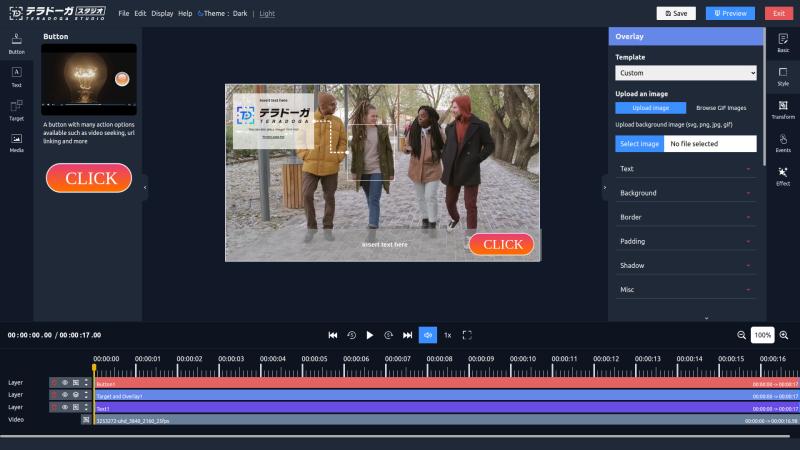 テラドーガ スタジオ
TERADOGA STUDIO
File Edit Display Help Theme : Dark | Light
Save Preview Exit
Button
Text
Target
Media
Button
A button with many action options available such as video seeking, url linking and more
CLICK
Insert text here
テラドーガ
TERADOGA
Insert text here
CLICK
Overlay
Template
Custom
Upload an image
Upload image Browse GIF Images
Upload background image (svg, png, jpg, gif)
Select image No file selected
Text
Background
Border
Padding
Shadow
Misc
Basic
Style
Transform
Events
Effect
00:00:00.00 / 00:00:17.00
1x
100%
00:00:00 00:00:01 00:00:02 00:00:03 00:00:04 00:00:05 00:00:06 00:00:07 00:00:08 00:00:09 00:00:10 00:00:11 00:00:12 00:00:13 00:00:14 00:00:15 00:00:16
Layer Button1 00:00:00 -> 00:00:17
Layer Target and Overlay1 00:00:00 -> 00:00:17
Layer Text1 00:00:00 -> 00:00:17
Video 3253272-uhd_3840_2160_25fps 00:00:00 -> 00:00:16.98